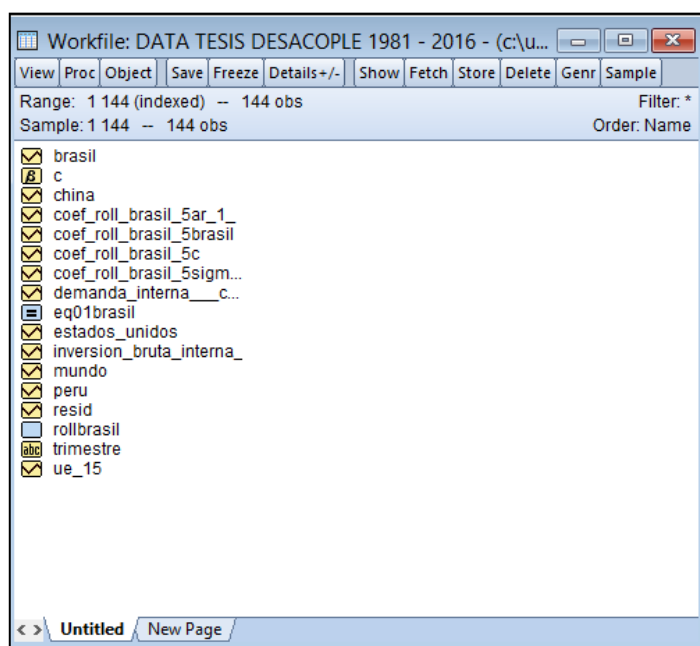 Workfile: DATA TESIS DESACOPLE 1981 - 2016 - (c:\u...
View Proc Object Save Freeze Details+/- Show Fetch Store Delete Genr Sample
Range: 1 144 (indexed) -- 144 obs Filter: *
Sample: 1 144 -- 144 obs Order: Name
brasil
β c
china
coef_roll_brasil_5ar_1_
coef_roll_brasil_5brasil
coef_roll_brasil_5c
coef_roll_brasil_5sigm...
demanda_interna___c...
= eq01brasil
estados_unidos
inversion_bruta_interna_
mundo
peru
resid
rollbrasil
abc trimestre
ue_15
< > Untitled New Page